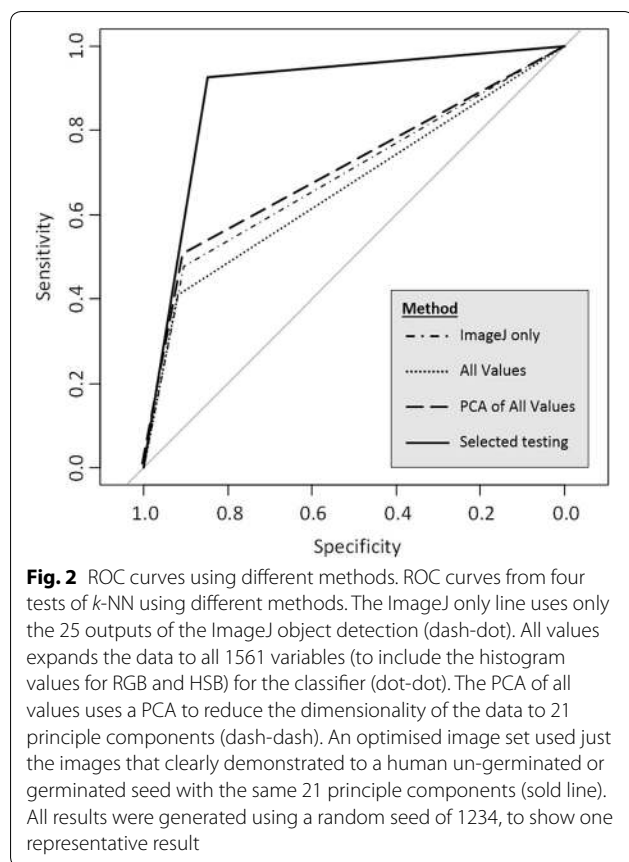 1.0
0.8
0.6
0.4
0.2
0.0
Sensitivity
Method
ImageJ only
All Values
PCA of All Values
Selected testing
1.0 0.8 0.6 0.4 0.2 0.0
Specificity
Fig. 2 ROC curves using different methods. ROC curves from four
tests of k-NN using different methods. The ImageJ only line uses only
the 25 outputs of the ImageJ object detection (dash-dot). All values
expands the data to all 1561 variables (to include the histogram
values for RGB and HSB) for the classifier (dot-dot). The PCA of all
values uses a PCA to reduce the dimensionality of the data to 21
principle components (dash-dash). An optimised image set used just
the images that clearly demonstrated to a human un-germinated or
germinated seed with the same 21 principle components (sold line).
All results were generated using a random seed of 1234, to show one
representative result